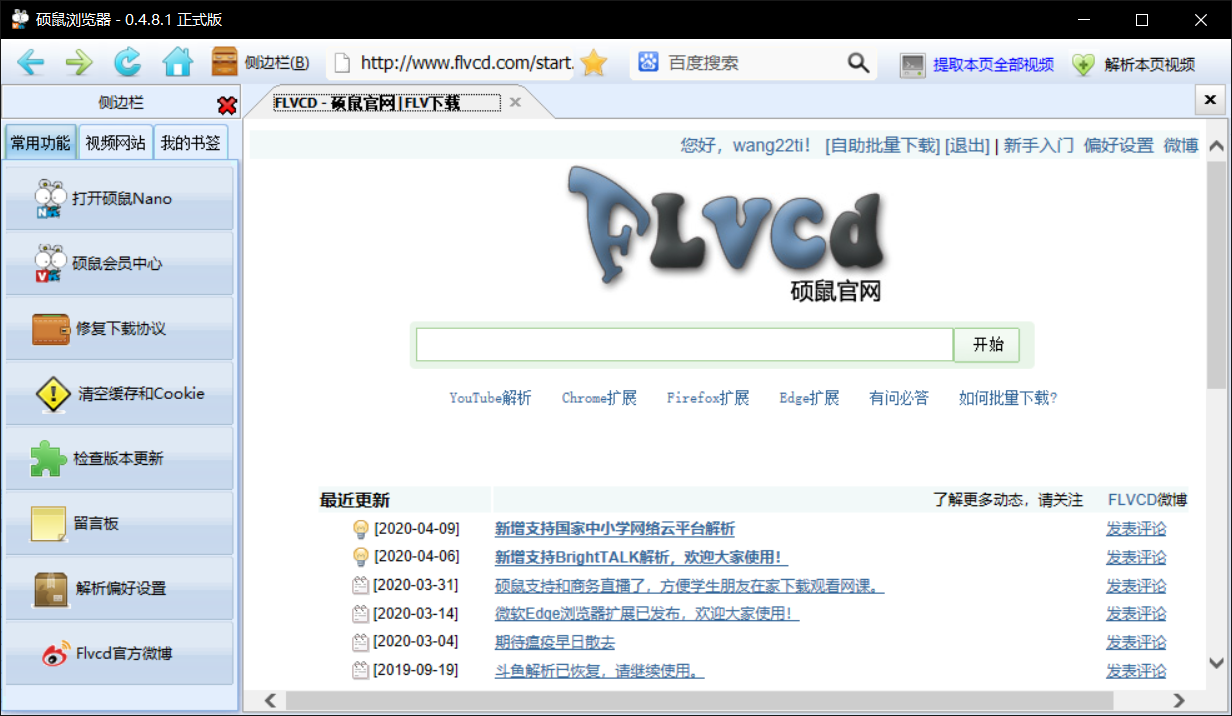 硕鼠浏览器 - 0.4.8.1 正式版
侧边栏(B) http://www.flvcd.com/start. 百度搜索 提取本页全部视频 解析本页视频
侧边栏 FLVCD - 硕鼠官网|FLV下载
常用功能 视频网站 我的书签
打开硕鼠Nano
硕鼠会员中心
修复下载协议
清空缓存和Cookie
检查版本更新
留言板
解析偏好设置
Flvcd官方微博
您好，wang22ti！ [自助批量下载] [退出] | 新手入门 偏好设置 微博
FLVCD
硕鼠官网
开始
YouTube解析 Chrome扩展 Firefox扩展 Edge扩展 有问必答 如何批量下载?
最近更新 了解更多动态，请关注 FLVCD微博
[2020-04-09] 新增支持国家中小学网络云平台解析 发表评论
[2020-04-06] 新增支持BrightTALK解析，欢迎大家使用！ 发表评论
[2020-03-31] 硕鼠支持和商务直播了，方便学生朋友在家下载观看网课。 发表评论
[2020-03-14] 微软Edge浏览器扩展已发布，欢迎大家使用！ 发表评论
[2020-03-04] 期待瘟疫早日散去 发表评论
[2019-09-19] 斗鱼解析已恢复，请继续使用。 发表评论